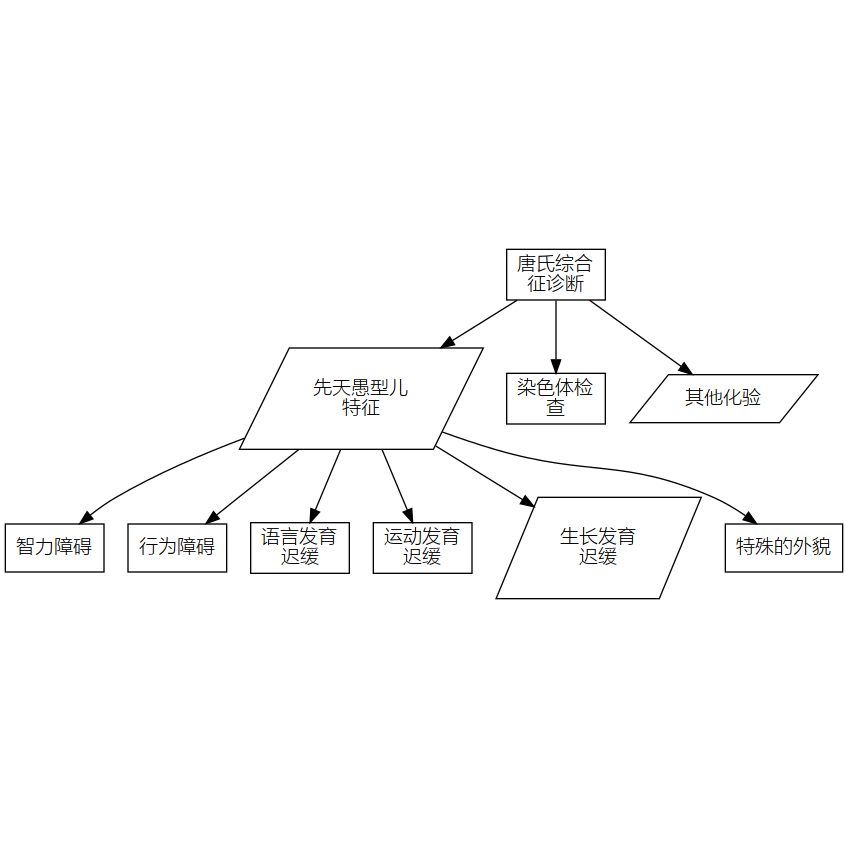 唐氏综合
征诊断
先天愚型儿
特征
染色体检
查
其他化验
智力障碍
行为障碍
语言发育
迟缓
运动发育
迟缓
生长发育
迟缓
特殊的外貌